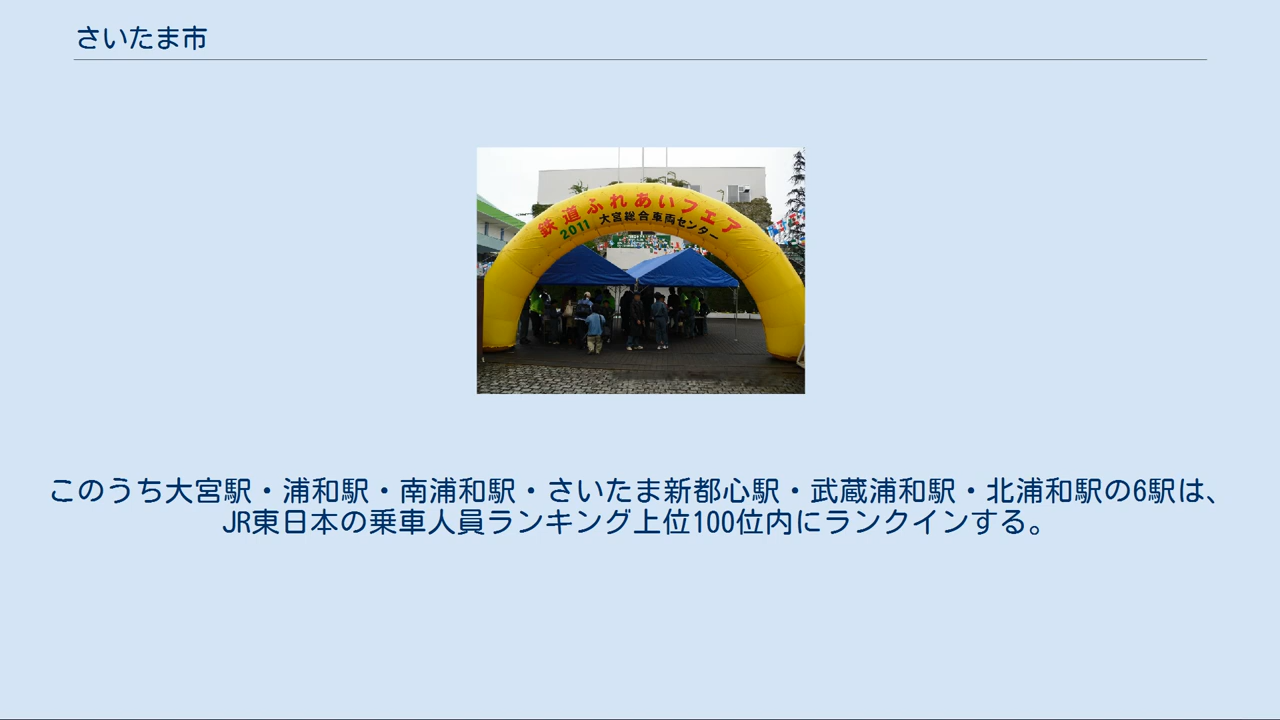 さいたま市
鉄道ふれあいフェア
2011 大宮総合車両センター
このうち大宮駅・浦和駅・南浦和駅・さいたま新都心駅・武蔵浦和駅・北浦和駅の6駅は、
JR東日本の乗車人員ランキング上位100位内にランクインする。